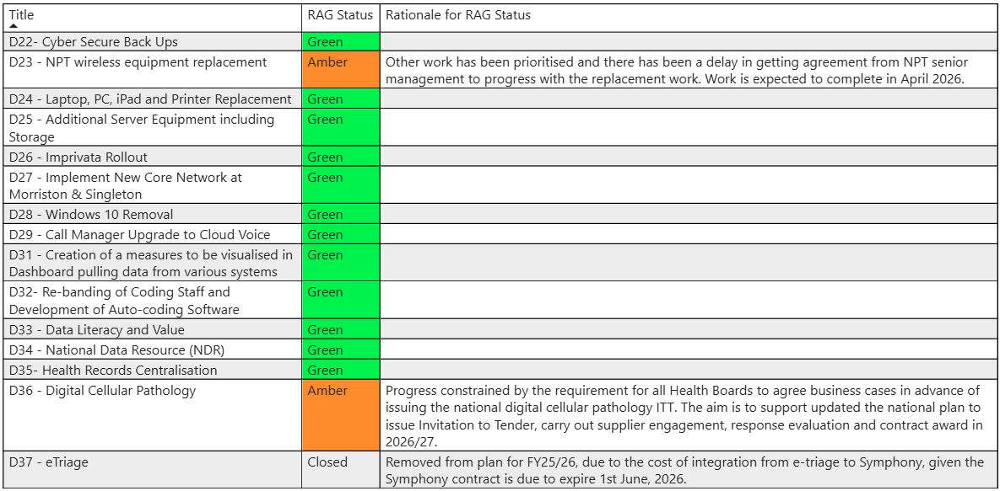 Title RAG Status Rationale for RAG Status
D22- Cyber Secure Back Ups Green
D23 - NPT wireless equipment replacement Amber Other work has been prioritised and there has been a delay in getting agreement from NPT senior
management to progress with the replacement work. Work is expected to complete in April 2026.
D24 - Laptop, PC, iPad and Printer Replacement Green
D25 - Additional Server Equipment including Green
Storage
D26 - Imprivata Rollout Green
D27 - Implement New Core Network at Green
Morriston & Singleton
D28 - Windows 10 Removal Green
D29 - Call Manager Upgrade to Cloud Voice Green
D31 - Creation of a measures to be visualised in Green
Dashboard pulling data from various systems
D32- Re-banding of Coding Staff and Green
Development of Auto-coding Software
D33 - Data Literacy and Value Green
D34 - National Data Resource (NDR) Green
D35- Health Records Centralisation Green
D36 - Digital Cellular Pathology Amber Progress constrained by the requirement for all Health Boards to agree business cases in advance of
issuing the national digital cellular pathology ITT. The aim is to support updated the national plan to
issue Invitation to Tender, carry out supplier engagement, response evaluation and contract award in
2026/27.
D37 - eTriage Closed Removed from plan for FY25/26, due to the cost of integration from e-triage to Symphony, given the
Symphony contract is due to expire 1st June, 2026.